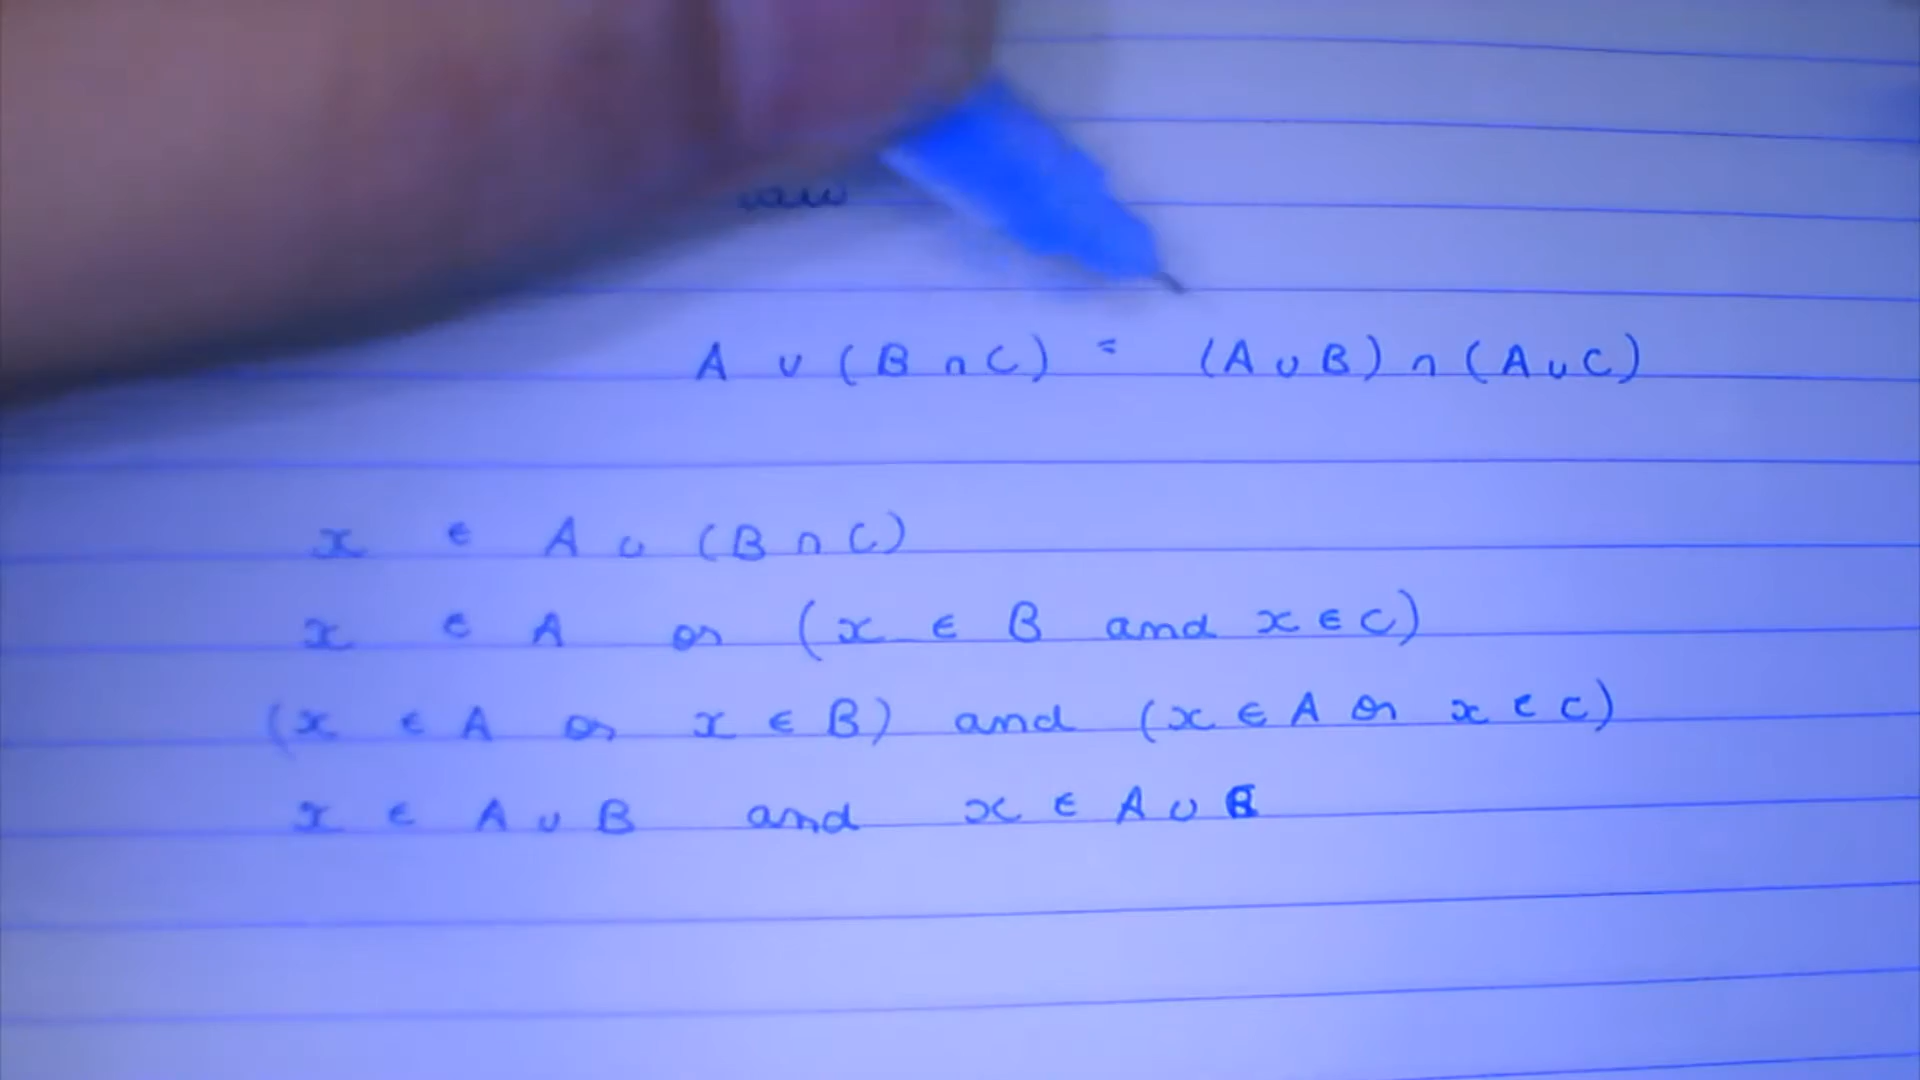 A ∪ (B ∩ C) = (A ∪ B) ∩ (A ∪ C)
x ∈ A ∪ (B ∩ C)
x ∈ A or (x ∈ B and x ∈ C)
(x ∈ A or x ∈ B) and (x ∈ A or x ∈ C)
x ∈ A ∪ B and x ∈ A ∪